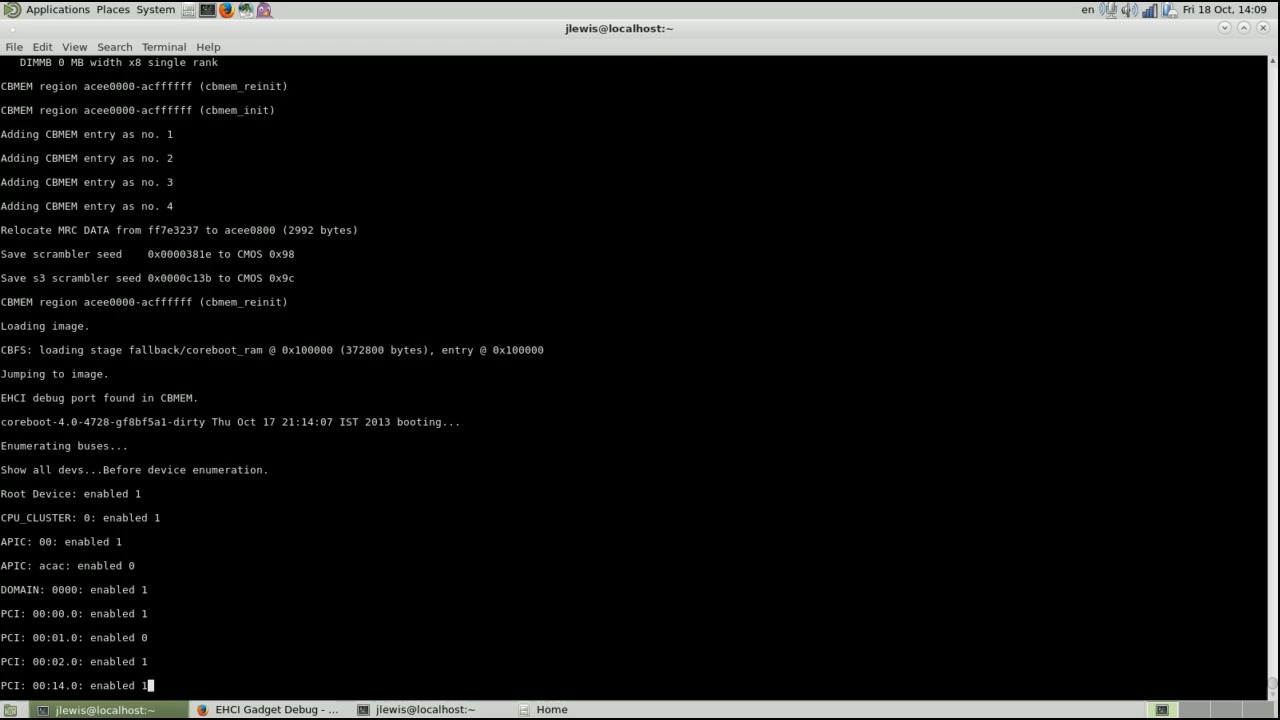 Applications Places System en Fri 18 Oct, 14:09
jlewis@localhost:~
File Edit View Search Terminal Help
DIMMB 0 MB width x8 single rank
CBMEM region acee0000-acffffff (cbmem_reinit)
CBMEM region acee0000-acffffff (cbmem_init)
Adding CBMEM entry as no. 1
Adding CBMEM entry as no. 2
Adding CBMEM entry as no. 3
Adding CBMEM entry as no. 4
Relocate MRC DATA from ff7e3237 to acee0800 (2992 bytes)
Save scrambler seed    0x0000381e to CMOS 0x98
Save s3 scrambler seed 0x0000c13b to CMOS 0x9c
CBMEM region acee0000-acffffff (cbmem_reinit)
Loading image.
CBFS: loading stage fallback/coreboot_ram @ 0x100000 (372800 bytes), entry @ 0x100000
Jumping to image.
EHCI debug port found in CBMEM.
coreboot-4.0-4728-gf8bf5a1-dirty Thu Oct 17 21:14:07 IST 2013 booting...
Enumerating buses...
Show all devs...Before device enumeration.
Root Device: enabled 1
CPU_CLUSTER: 0: enabled 1
APIC: 00: enabled 1
APIC: acac: enabled 0
DOMAIN: 0000: enabled 1
PCI: 00:00.0: enabled 1
PCI: 00:01.0: enabled 0
PCI: 00:02.0: enabled 1
PCI: 00:14.0: enabled 1
jlewis@localhost:~ EHCI Gadget Debug - ... jlewis@localhost:~ Home